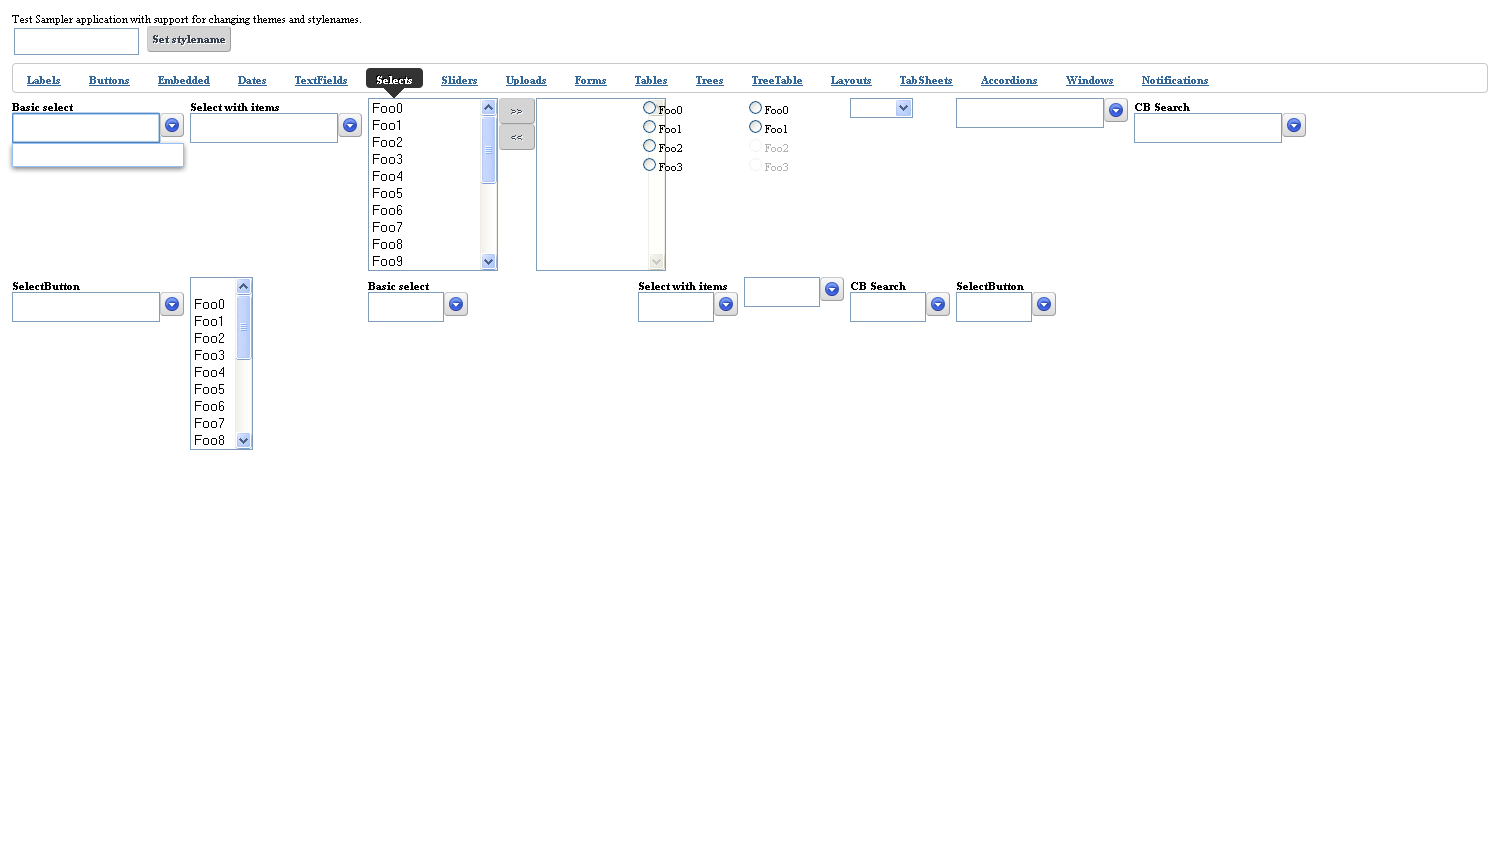 Test Sampler application with support for changing themes and stylenames.
Set stylename
Labels Buttons Embedded Dates TextFields Selects Sliders Uploads Forms Tables Trees TreeTable Layouts TabSheets Accordions Windows Notifications
Basic select
Select with items
Foo0
Foo1
Foo2
Foo3
Foo4
Foo5
Foo6
Foo7
Foo8
Foo9
>>
<<
Foo0
Foo1
Foo2
Foo3
Foo0
Foo1
Foo2
Foo3
CB Search
SelectButton
Foo0
Foo1
Foo2
Foo3
Foo4
Foo5
Foo6
Foo7
Foo8
Basic select
Select with items
CB Search
SelectButton